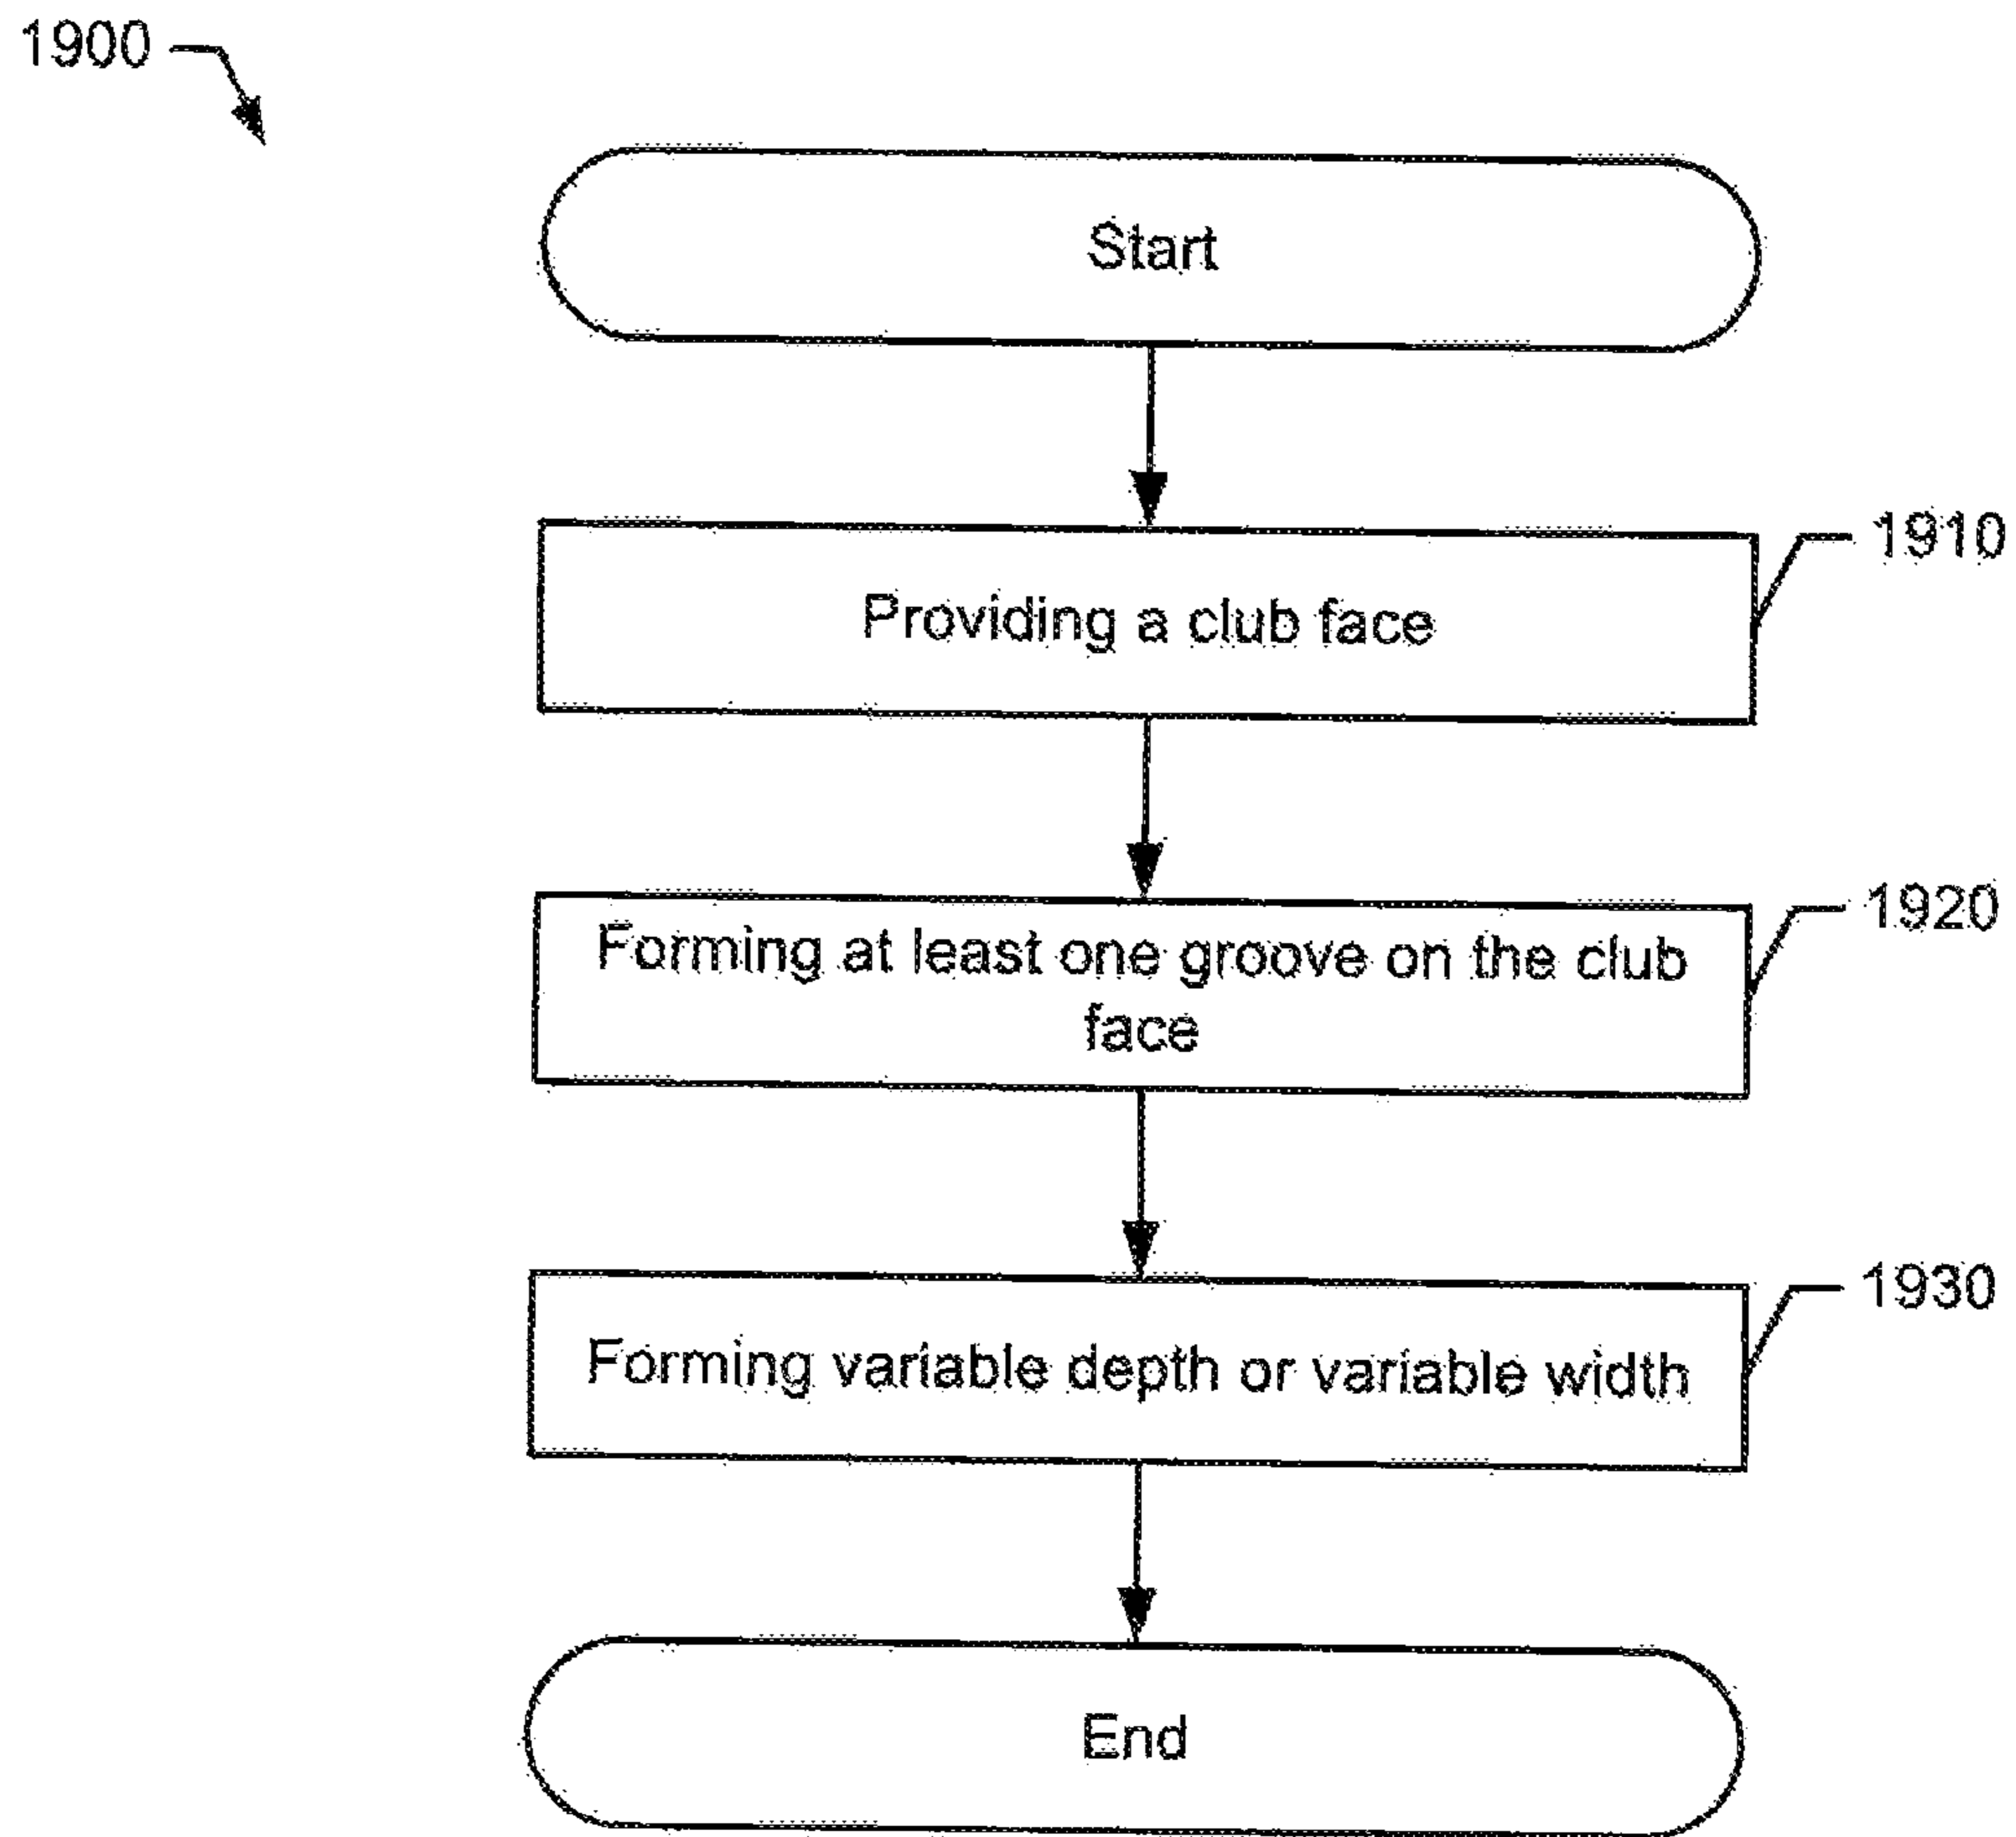 1900
Start
Providing a club face
1910
Forming at least one groove on the club
face
1920
Forming variable depth or variable width
1930
End